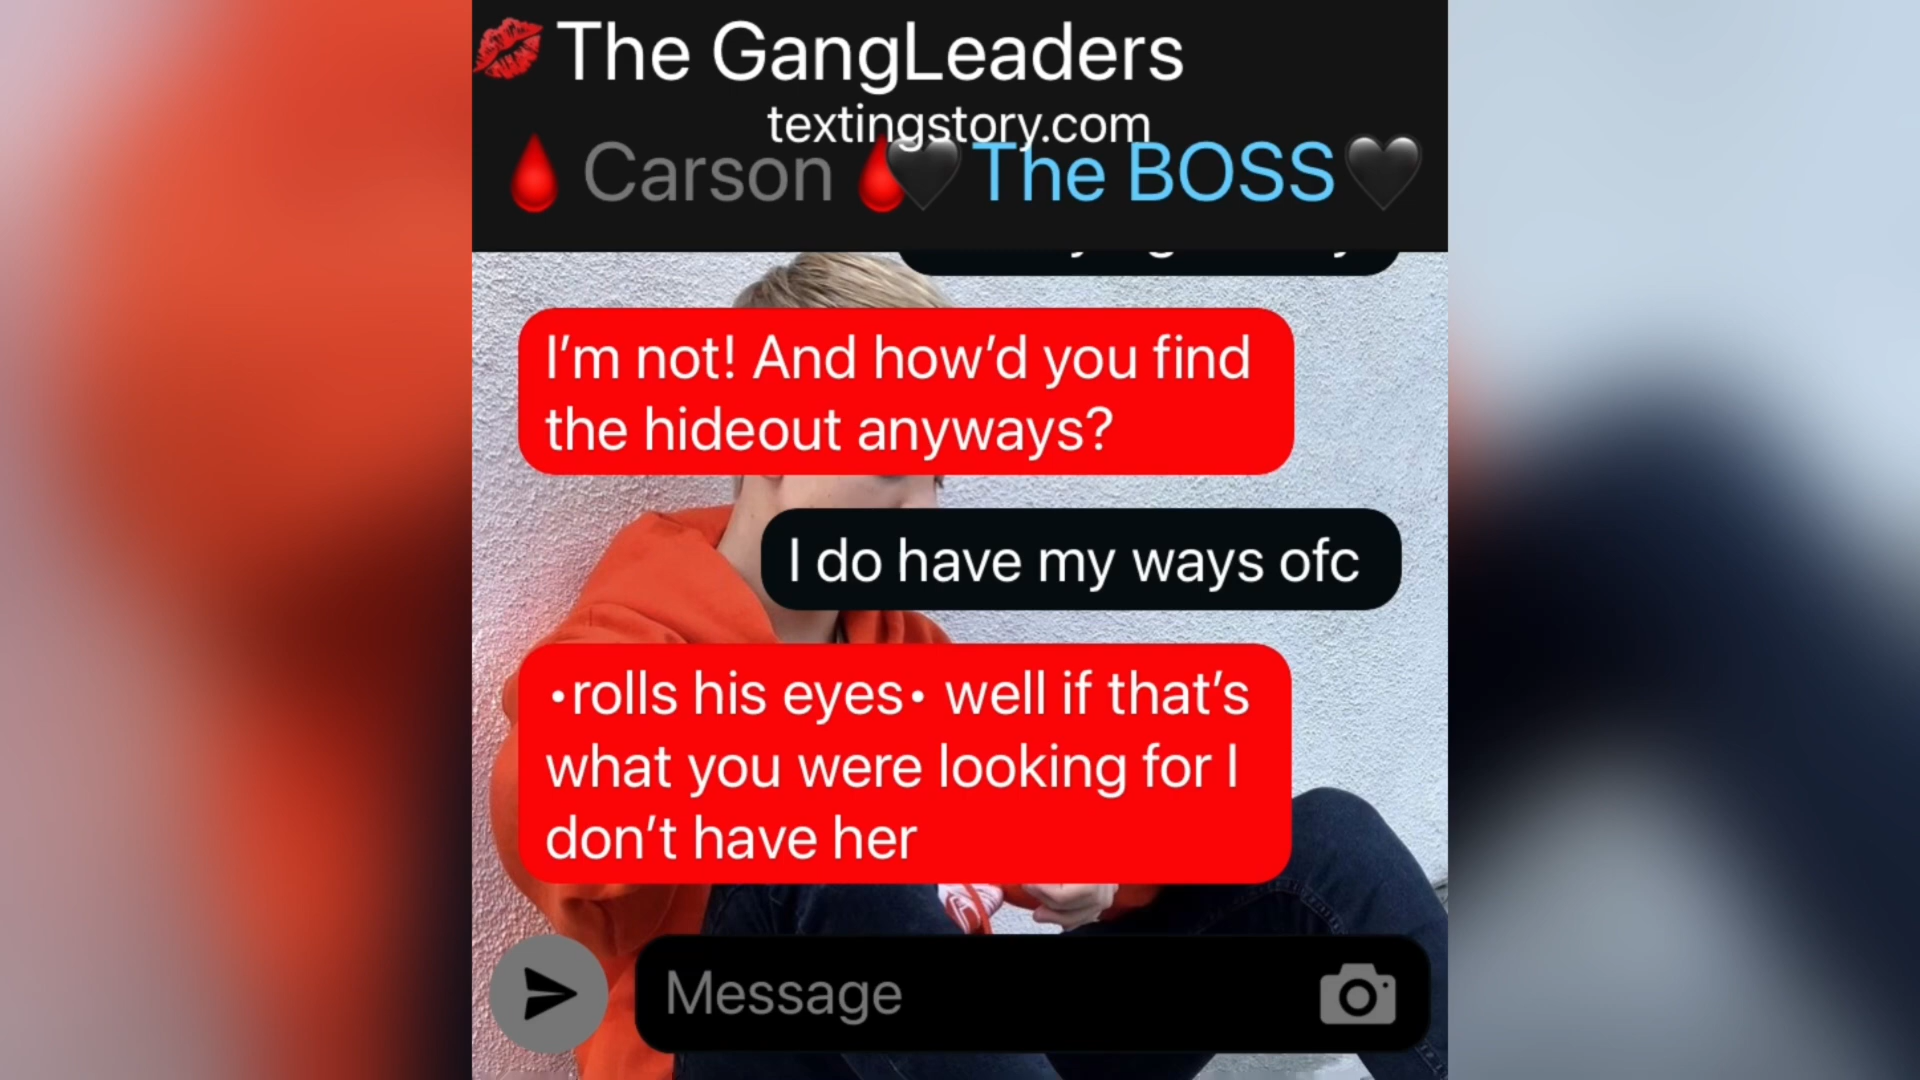 The GangLeaders
textingstory.com
Carson
The BOSS
I'm not! And how'd you find
the hideout anyways?
I do have my ways ofc
•rolls his eyes• well if that's
what you were looking for I
don't have her
Message